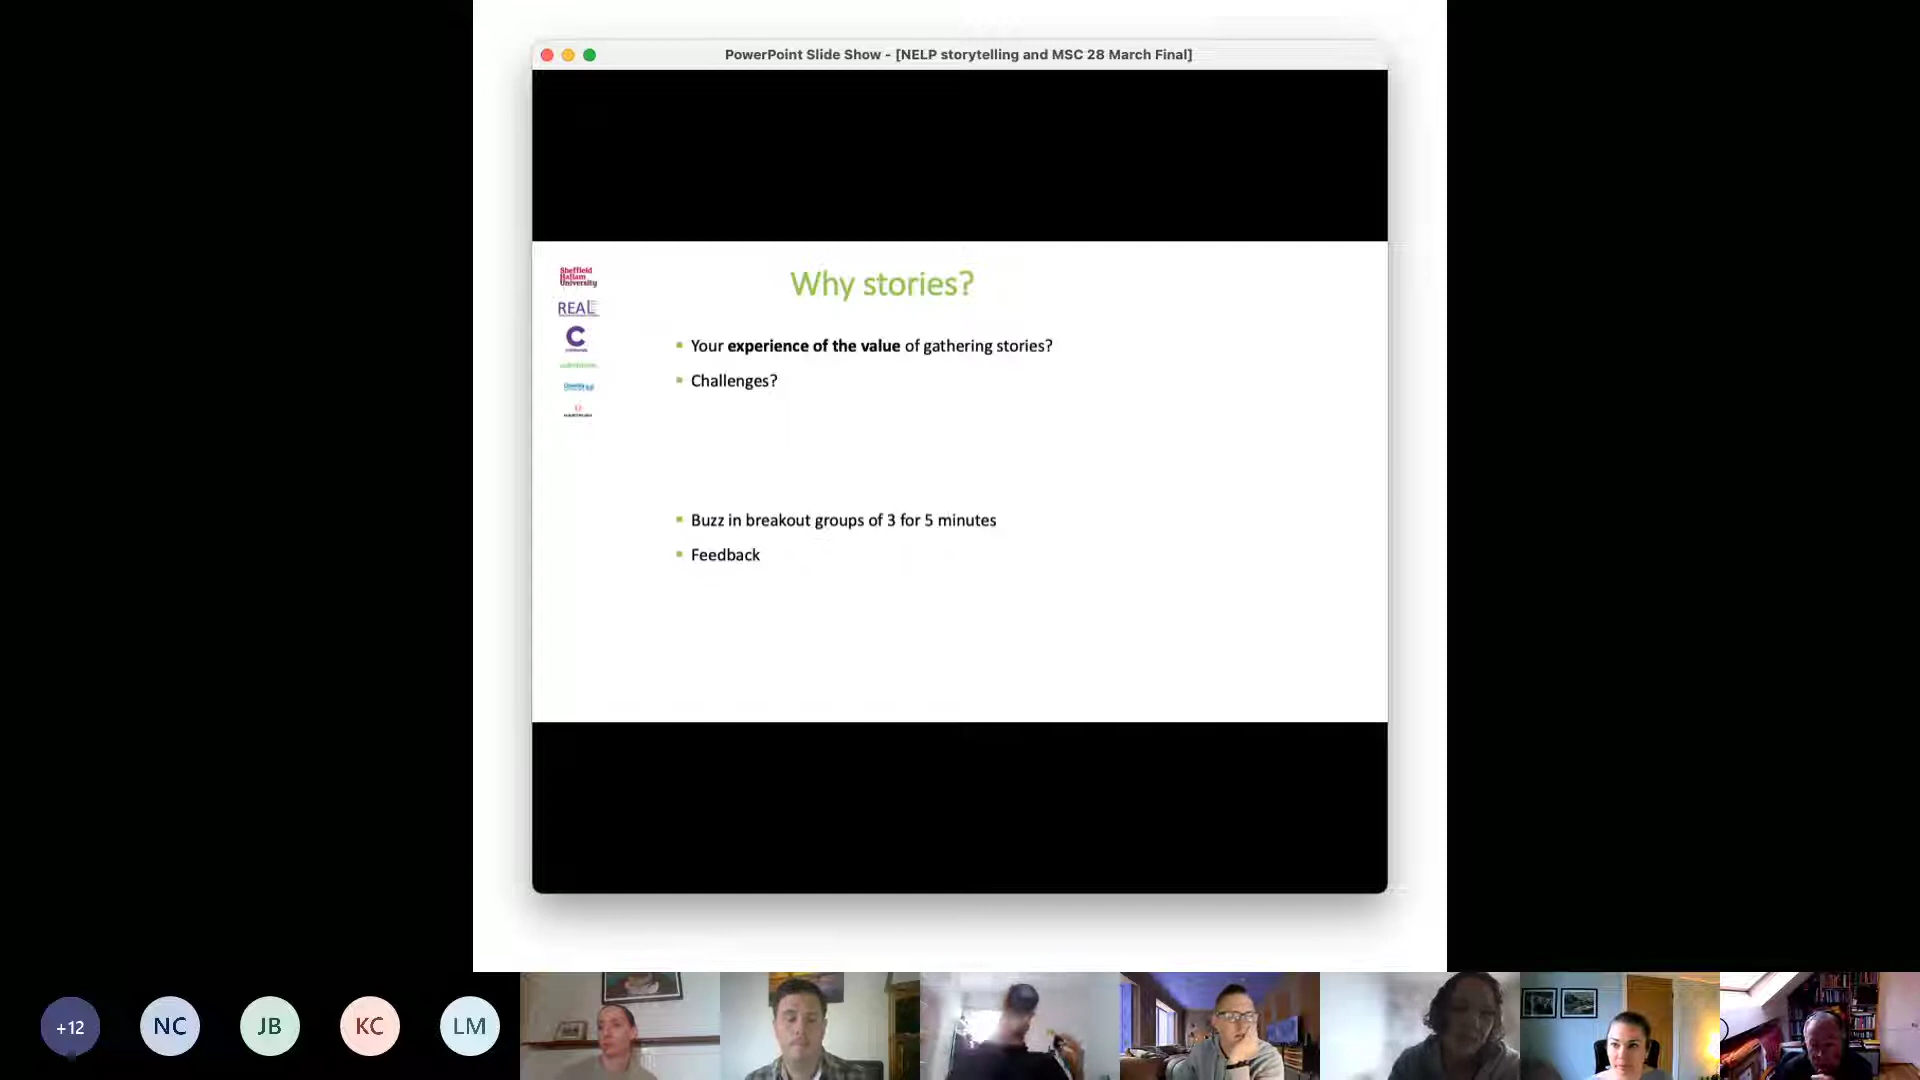 PowerPoint Slide Show - [NELP storytelling and MSC 28 March Final]
Sheffield
Hallam
University
REAL
C
Why stories?
Your experience of the value of gathering stories?
Challenges?
Buzz in breakout groups of 3 for 5 minutes
Feedback
+12
NC
JB
KC
LM